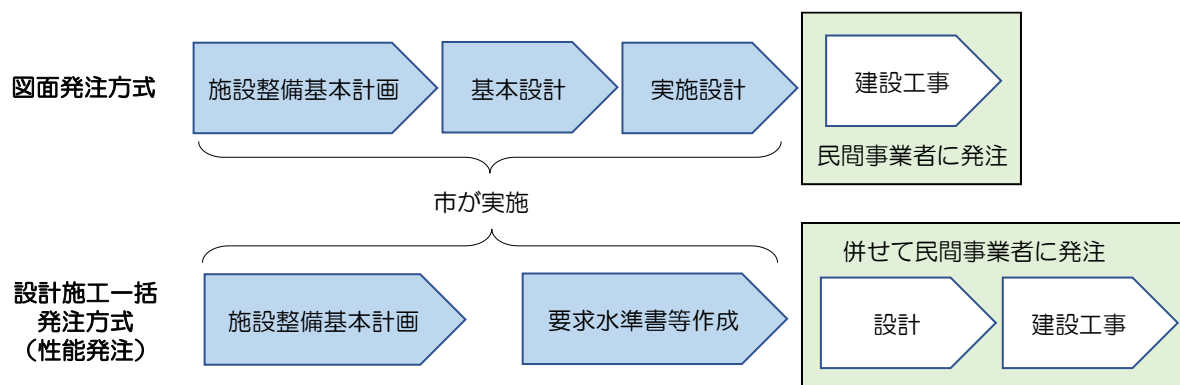 図面発注方式
施設整備基本計画
基本設計
実施設計
建設工事
民間事業者に発注
市が実施
設計施工一括
発注方式
（性能発注）
施設整備基本計画
要求水準書等作成
併せて民間事業者に発注
設計
建設工事